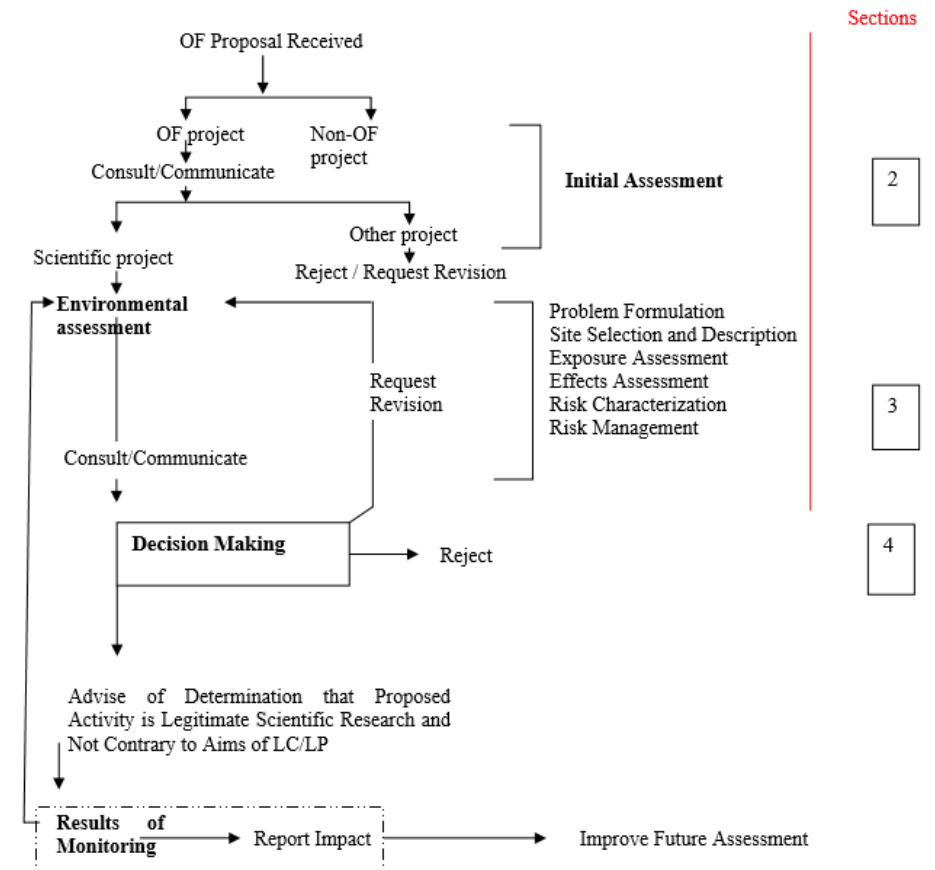 Sections
OF Proposal Received
OF project
Non-OF
project
Consult/Communicate
Initial Assessment
2
Other project
Scientific project
Reject / Request Revision
Environmental
assessment
Problem Formulation
Site Selection and Description
Exposure Assessment
Effects Assessment
Risk Characterization
Risk Management
Request
Revision
3
Consult/Communicate
Decision Making
Reject
4
Advise of Determination that Proposed
Activity is Legitimate Scientific Research and
Not Contrary to Aims of LC/LP
Results of
Monitoring
Report Impact
Improve Future Assessment